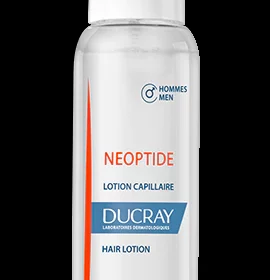 HOMMES
MEN
NEOPTIDE
LOTION CAPILLAIRE
DUCRAY
LABORATOIRES DERMATOLOGIQUES
HAIR LOTION